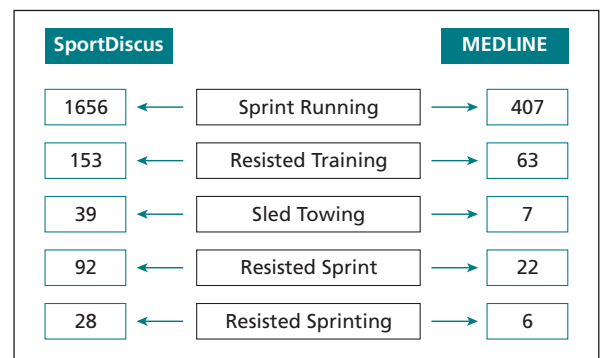 SportDiscus MEDLINE
1656 Sprint Running 407
153 Resisted Training 63
39 Sled Towing 7
92 Resisted Sprint 22
28 Resisted Sprinting 6